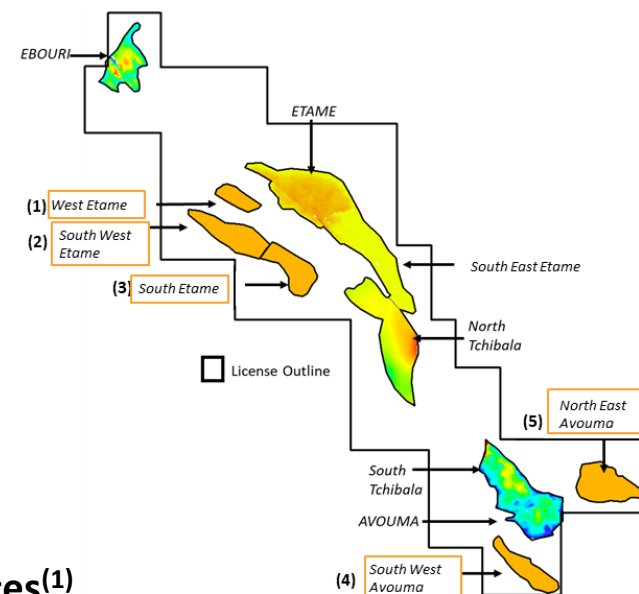 EBOURI
ETAME
(1) West Etame
(2) South West
Etame
(3) South Etame
South East Etame
North
Tchibala
License Outline
(5) North East
Avouma
South
Tchibala
AVOUMA
(4) South West
Avouma
(1)